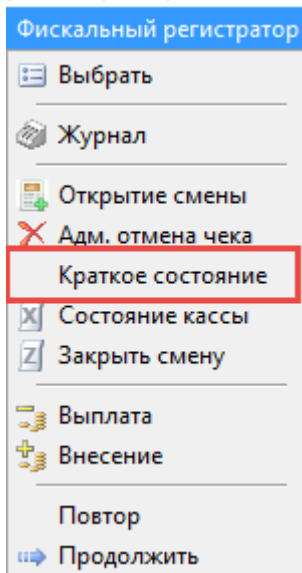 Фискальный регистратор
Выбрать
Журнал
Открытие смены
Адм. отмена чека
Краткое состояние
Состояние кассы
Закрыть смену
Выплата
Внесение
Повтор
Продолжить